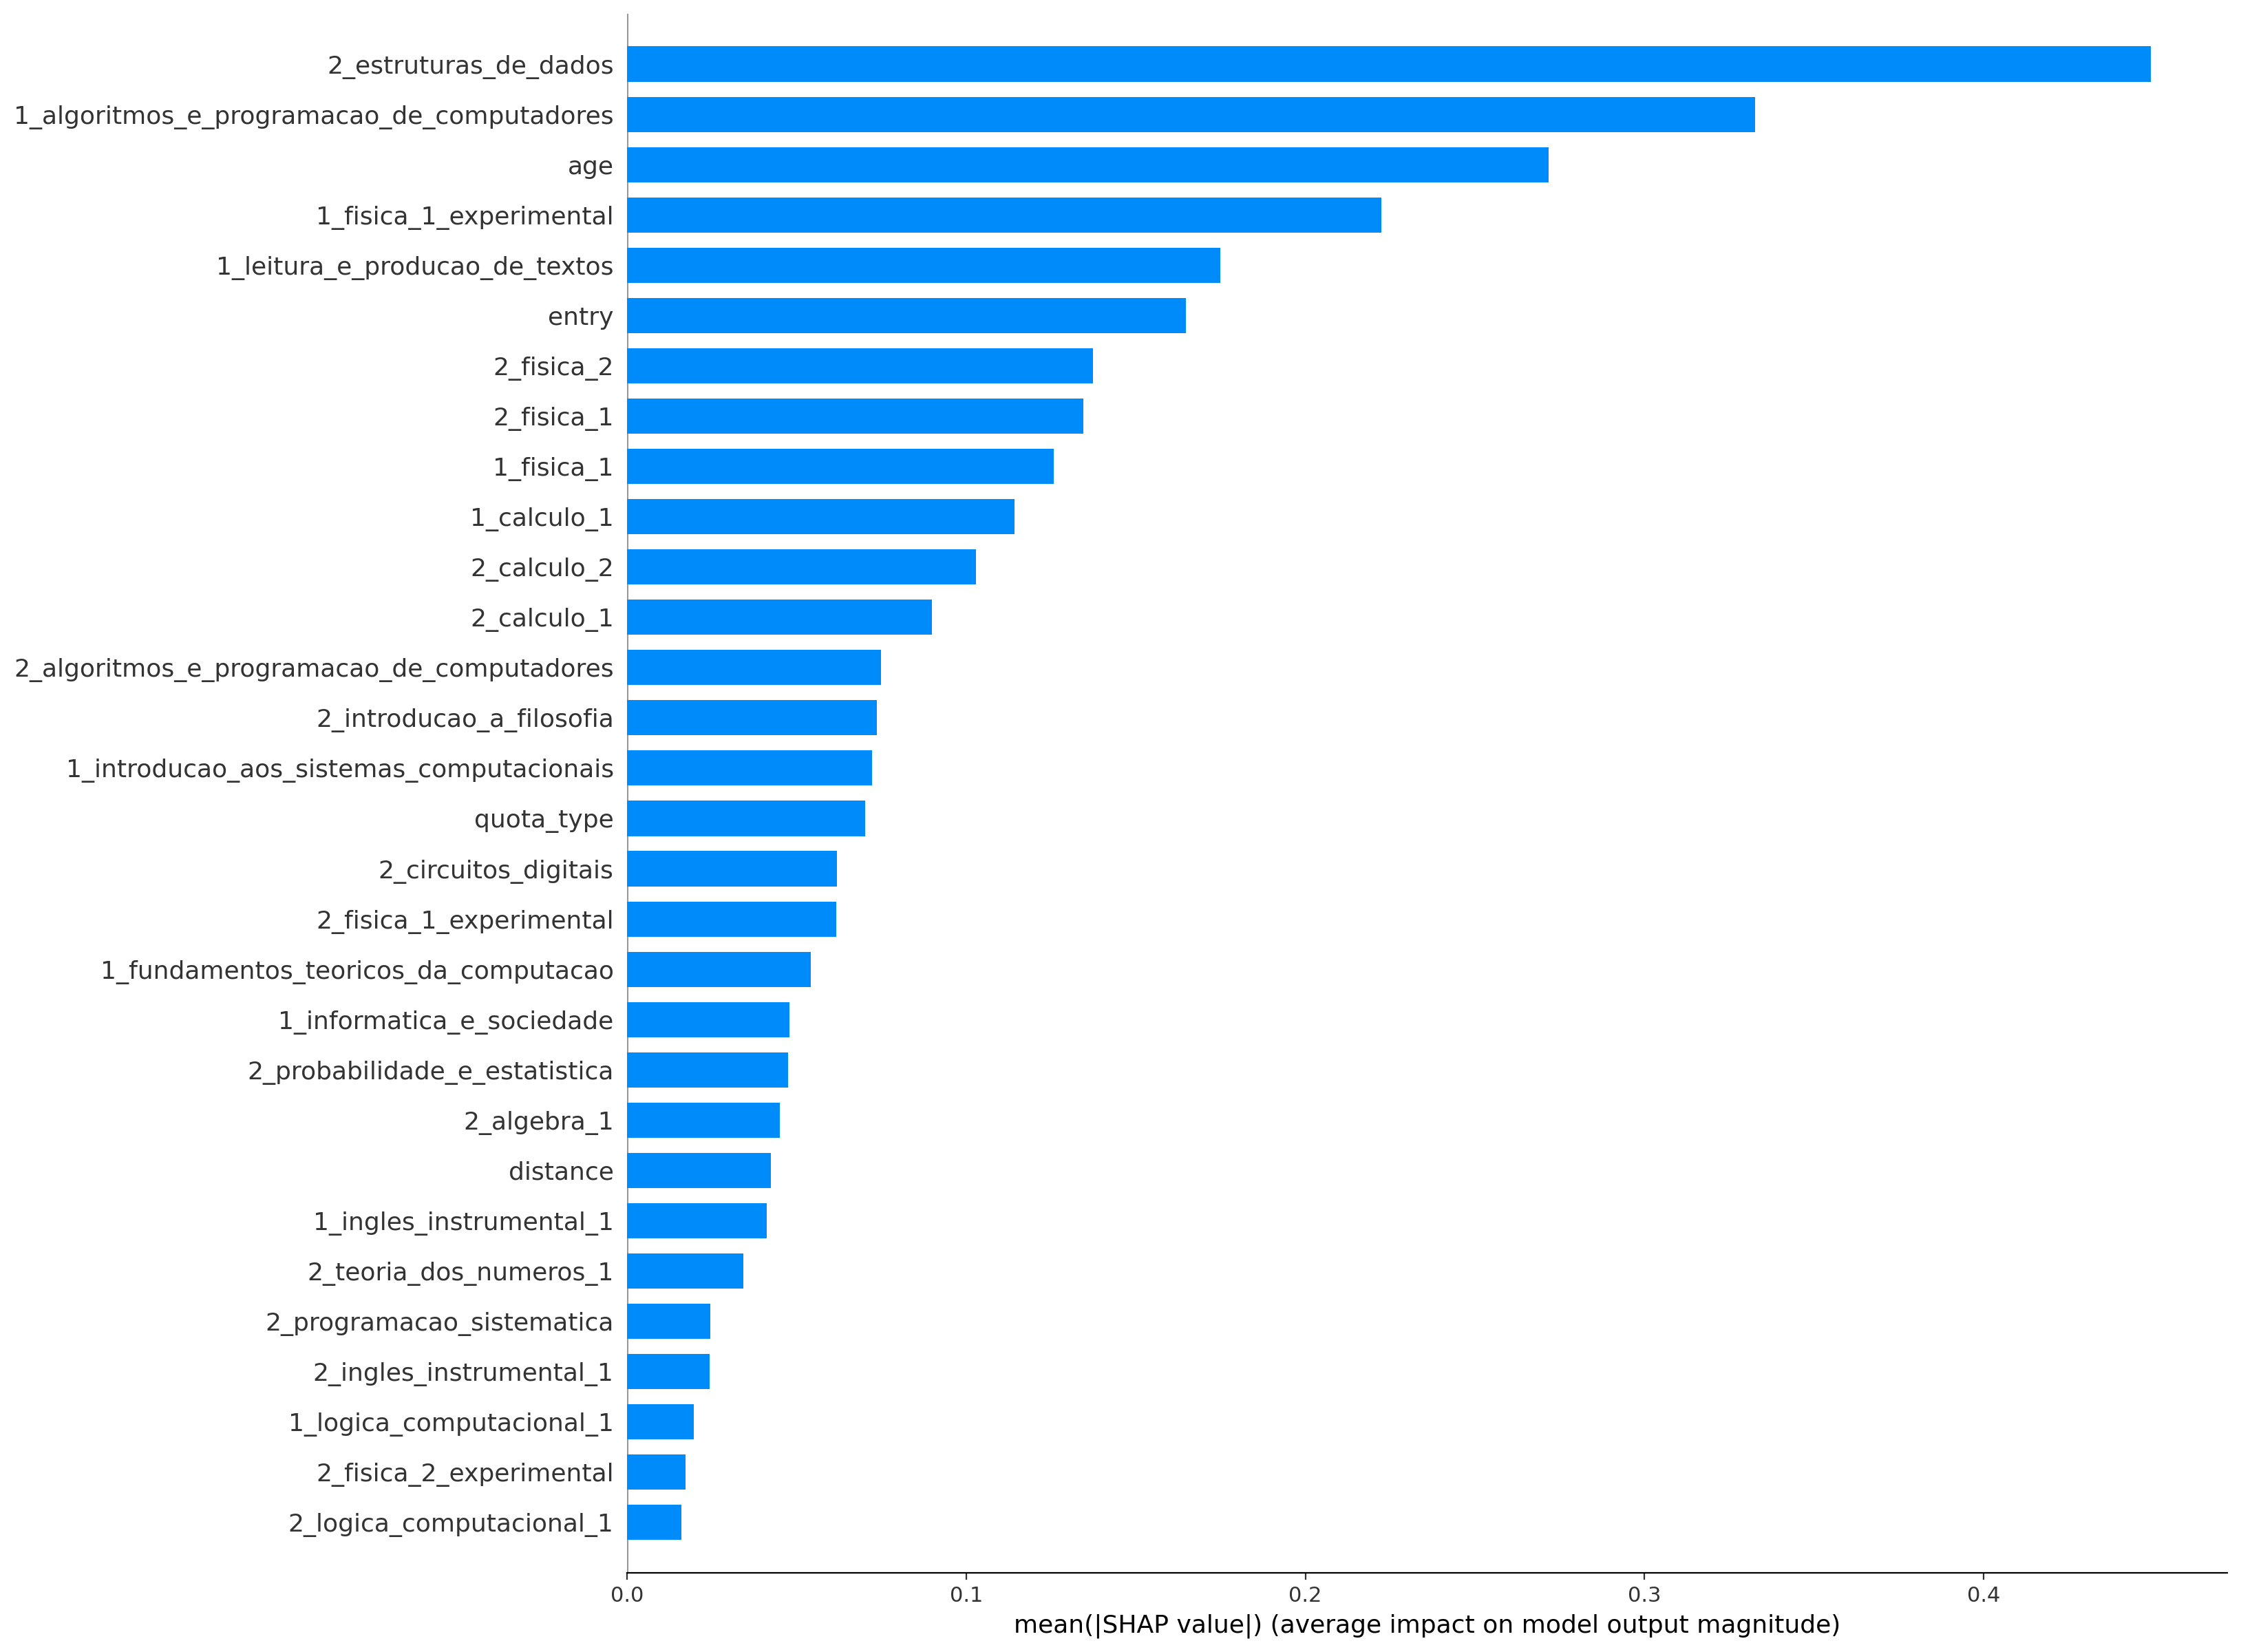 2_estruturas_de_dados
1_algoritmos_e_programacao_de_computadores
age
1_fisica_1_experimental
1_leitura_e_producao_de_textos
entry
2_fisica_2
2_fisica_1
1_fisica_1
1_calculo_1
2_calculo_2
2_calculo_1
2_algoritmos_e_programacao_de_computadores
2_introducao_a_filosofia
1_introducao_aos_sistemas_computacionais
quota_type
2_circuitos_digitais
2_fisica_1_experimental
1_fundamentos_teoricos_da_computacao
1_informatica_e_sociedade
2_probabilidade_e_estatistica
2_algebra_1
distance
1_ingles_instrumental_1
2_teoria_dos_numeros_1
2_programacao_sistematica
2_ingles_instrumental_1
1_logica_computacional_1
2_fisica_2_experimental
2_logica_computacional_1
0.0 0.1 0.2 0.3 0.4
mean(|SHAP value|) (average impact on model output magnitude)